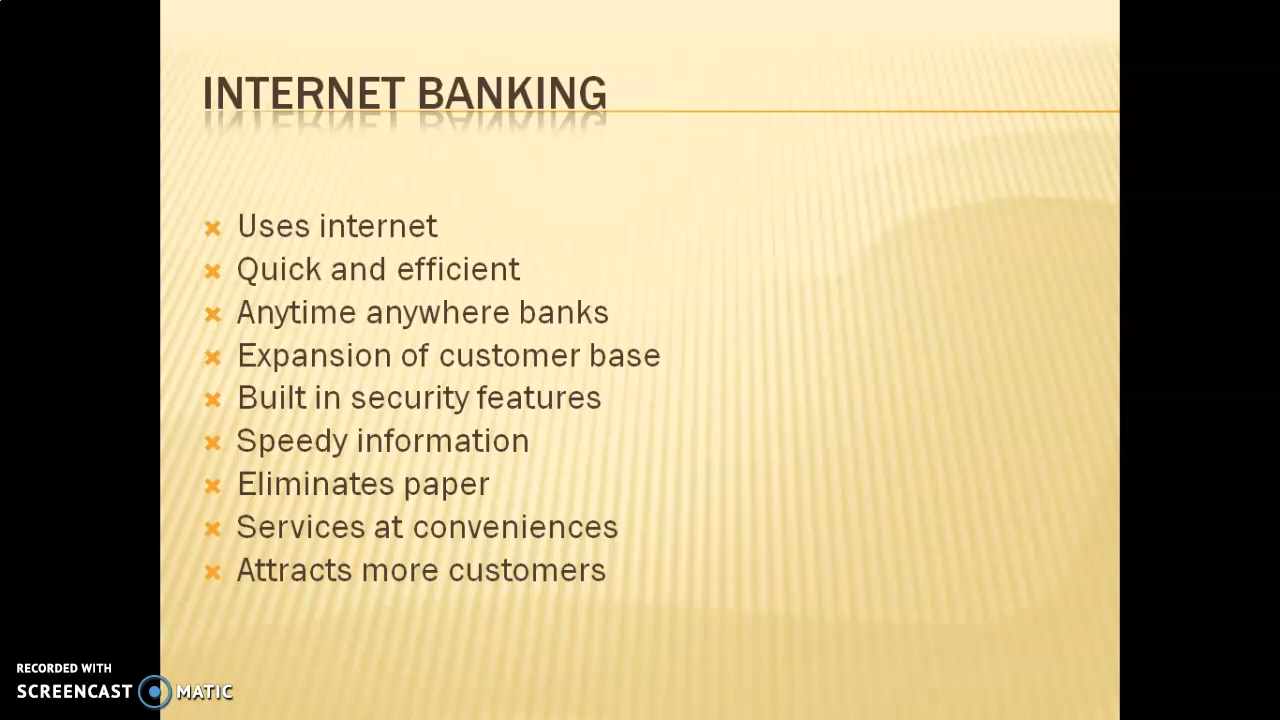 INTERNET BANKING
Uses internet
Quick and efficient
Anytime anywhere banks
Expansion of customer base
Built in security features
Speedy information
Eliminates paper
Services at conveniences
Attracts more customers
RECORDED WITH
SCREENCAST MATIC